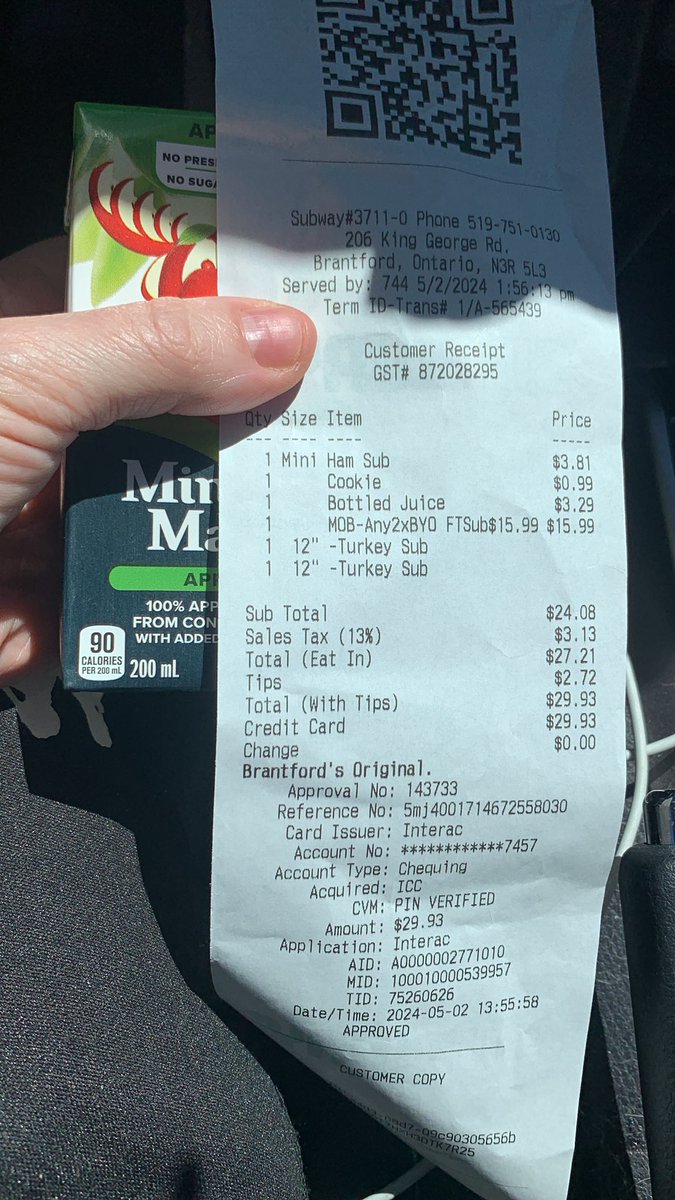 NO PRES
NO SUGA
Min
Ma
100% APP
FROM CON
WITH ADDED
90
CALORIES
PER 200 mL
200 mL
Subway#3711-0 Phone 519-751-0130
206 King George Rd.
Brantford, Ontario, N3R 5L3
Served by: 744 5/2/2024 1:56:13 pm
Term ID-Trans# 1/A-565439
Customer Receipt
GST# 872028295
Qty Size Item Price
1 Mini Ham Sub $3.81
1 Cookie $0.99
1 Bottled Juice $3.29
1 MOB-Any2xBYO FTSub$15.99 $15.99
1 12" -Turkey Sub
1 12" -Turkey Sub
Sub Total $24.08
Sales Tax (13%) $3.13
Total (Eat In) $27.21
Tips $2.72
Total (With Tips) $29.93
Credit Card $29.93
Change $0.00
Brantford's Original.
Approval No: 143733
Reference No: 5mj4001714672558030
Card Issuer: Interac
Account No: ************7457
Account Type: Chequing
Acquired: ICC
CVM: PIN VERIFIED
Amount: $29.93
Application: Interac
AID: A0000002771010
MID: 100010000539957
TID: 75260626
Date/Time: 2024-05-02 13:55:58
APPROVED
CUSTOMER COPY